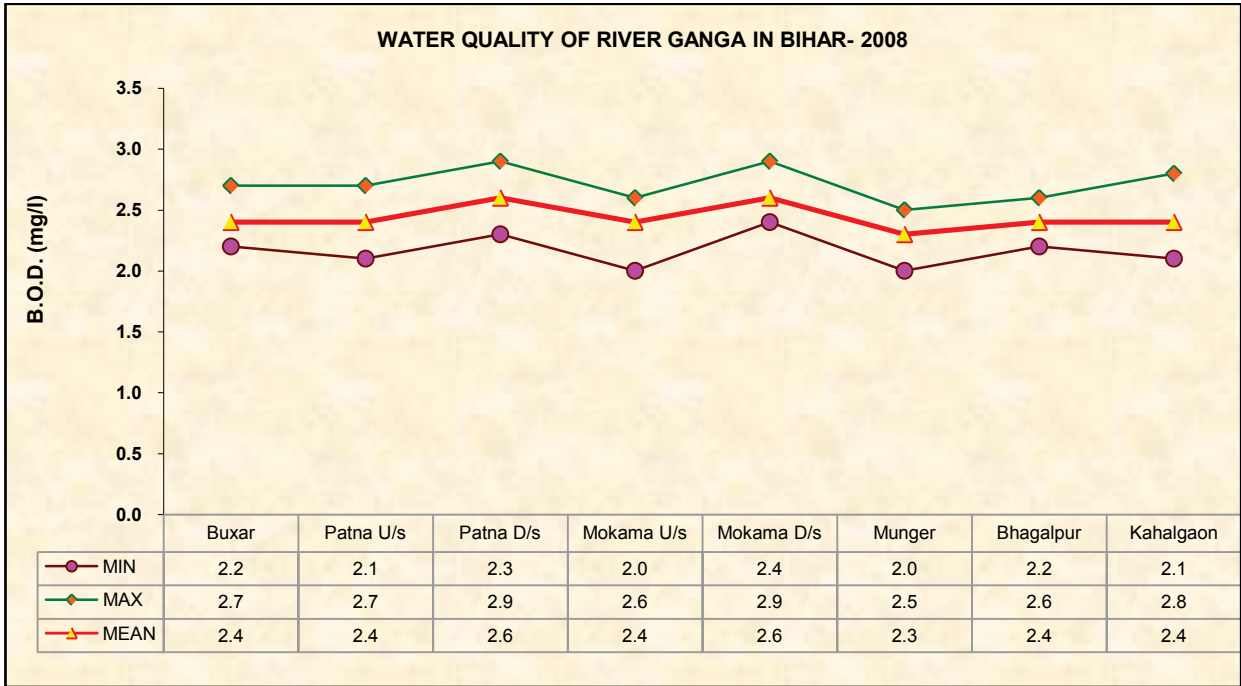 WATER QUALITY OF RIVER GANGA IN BIHAR- 2008
B.O.D. (mg/l)
3.5
3.0
2.5
2.0
1.5
1.0
0.5
0.0
Buxar Patna U/s Patna D/s Mokama U/s Mokama D/s Munger Bhagalpur Kahalgaon
MIN 2.2 2.1 2.3 2.0 2.4 2.0 2.2 2.1
MAX 2.7 2.7 2.9 2.6 2.9 2.5 2.6 2.8
MEAN 2.4 2.4 2.6 2.4 2.6 2.3 2.4 2.4